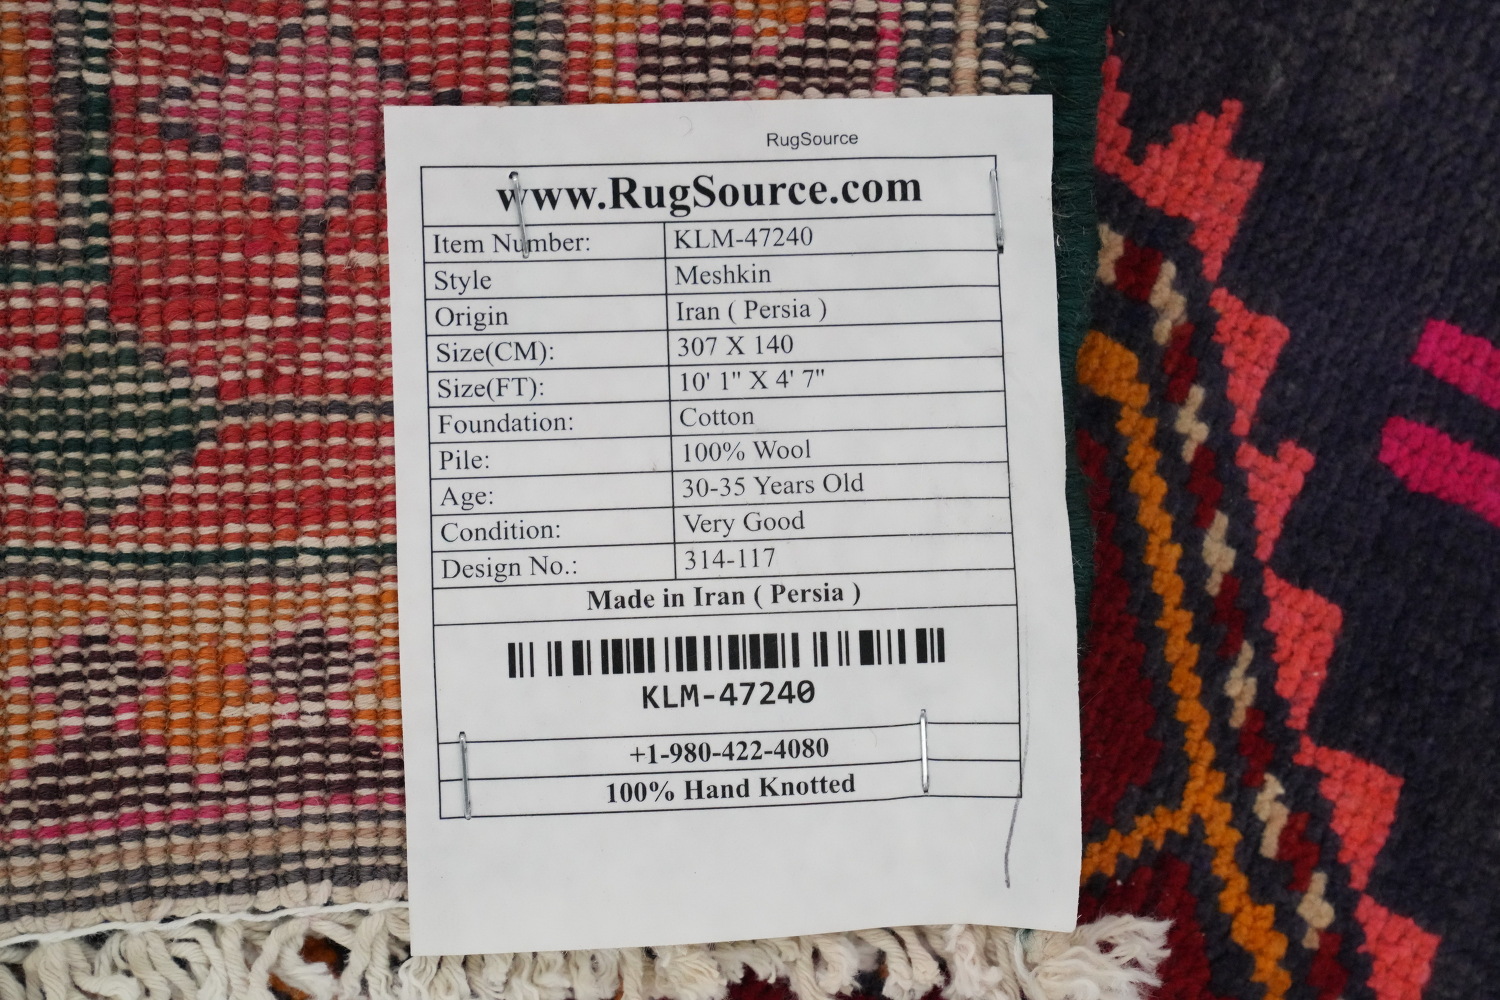 RugSource
www.RugSource.com
Item Number: KLM-47240
Style Meshkin
Origin Iran ( Persia )
Size(CM): 307 X 140
Size(FT): 10' 1" X 4' 7"
Foundation: Cotton
Pile: 100% Wool
Age: 30-35 Years Old
Condition: Very Good
Design No.: 314-117
Made in Iran ( Persia )
KLM-47240
+1-980-422-4080
100% Hand Knotted